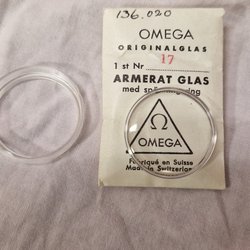 136.020
OMEGA
ORIGINALGLAS
1 st Nr 17
ARMERAT GLAS
med
Ω
OMEGA
Fabriqué en Suisse
Made in Switzerland